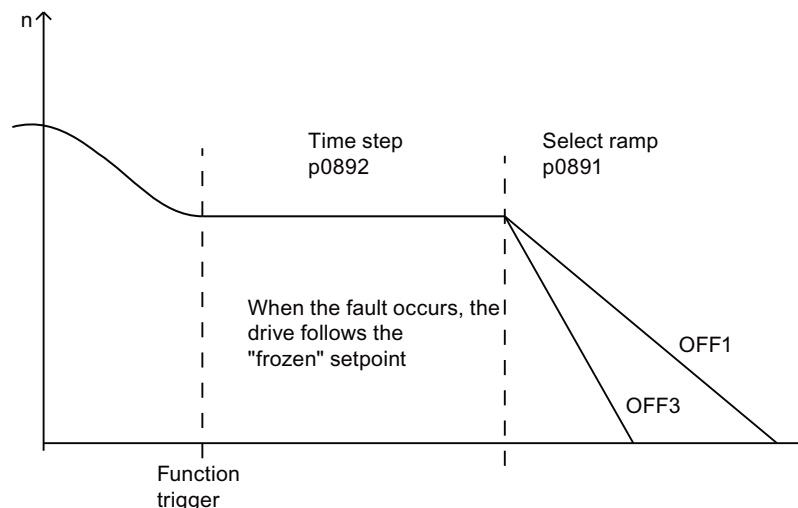 n
Time step
p0892
Select ramp
p0891
When the fault occurs, the
drive follows the
"frozen" setpoint
OFF1
OFF3
Function
trigger